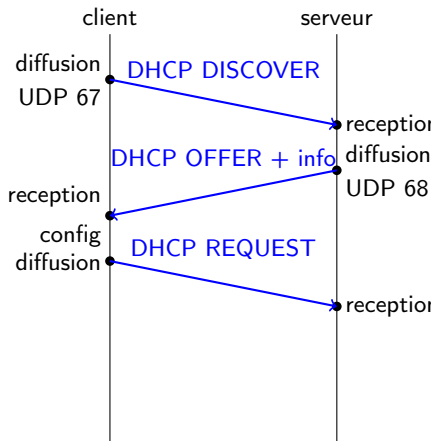 client
serveur
diffusion
UDP 67
DHCP DISCOVER
reception
DHCP OFFER + info
diffusion
UDP 68
reception
config
diffusion
DHCP REQUEST
reception